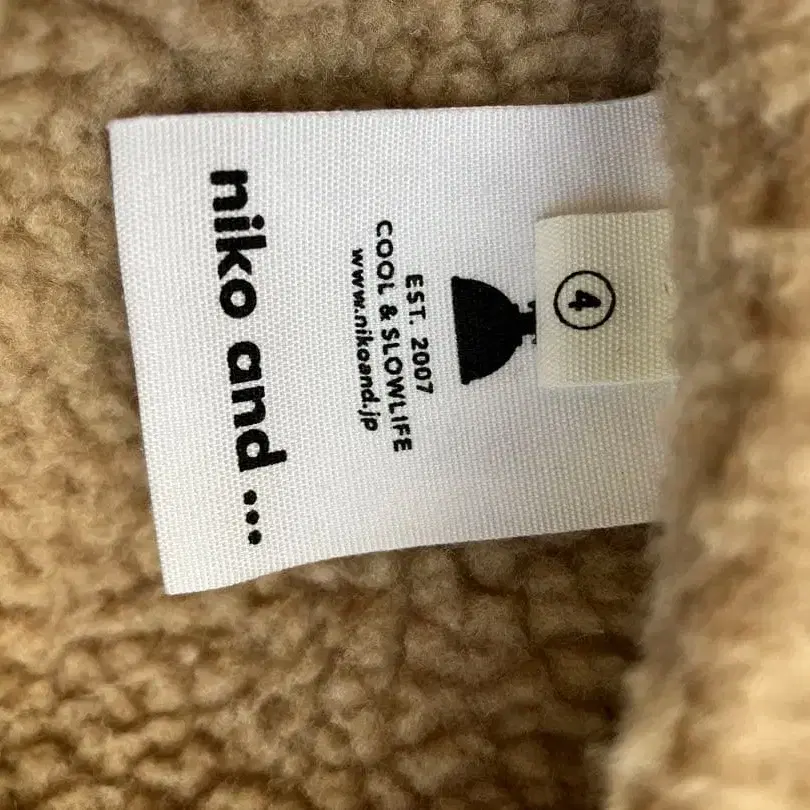 ④
EST. 2007
COOL & SLOWLIFE
www.nikoand.jp
niko and ...